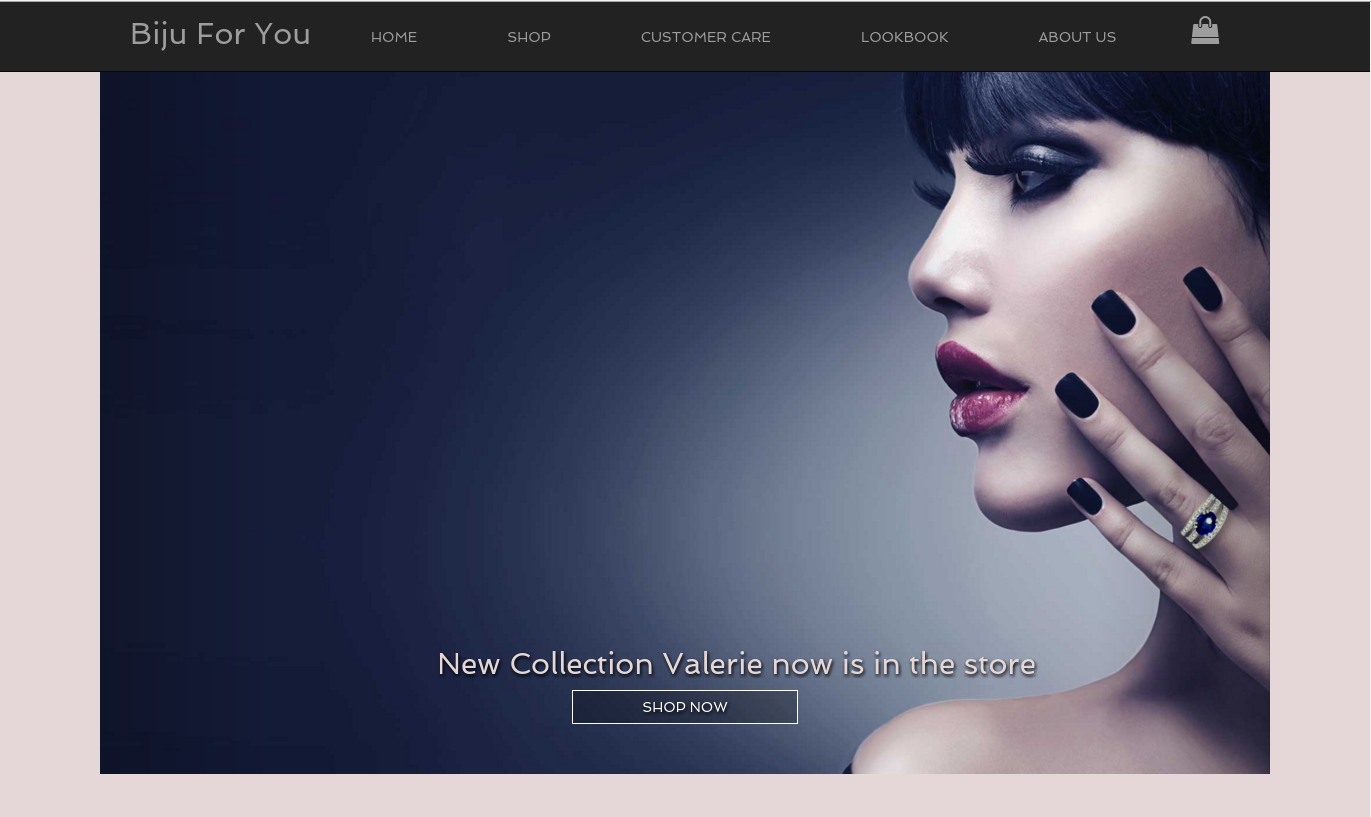 Biju For You
HOME
SHOP
CUSTOMER CARE
LOOKBOOK
ABOUT US
New Collection Valerie now is in the store
SHOP NOW